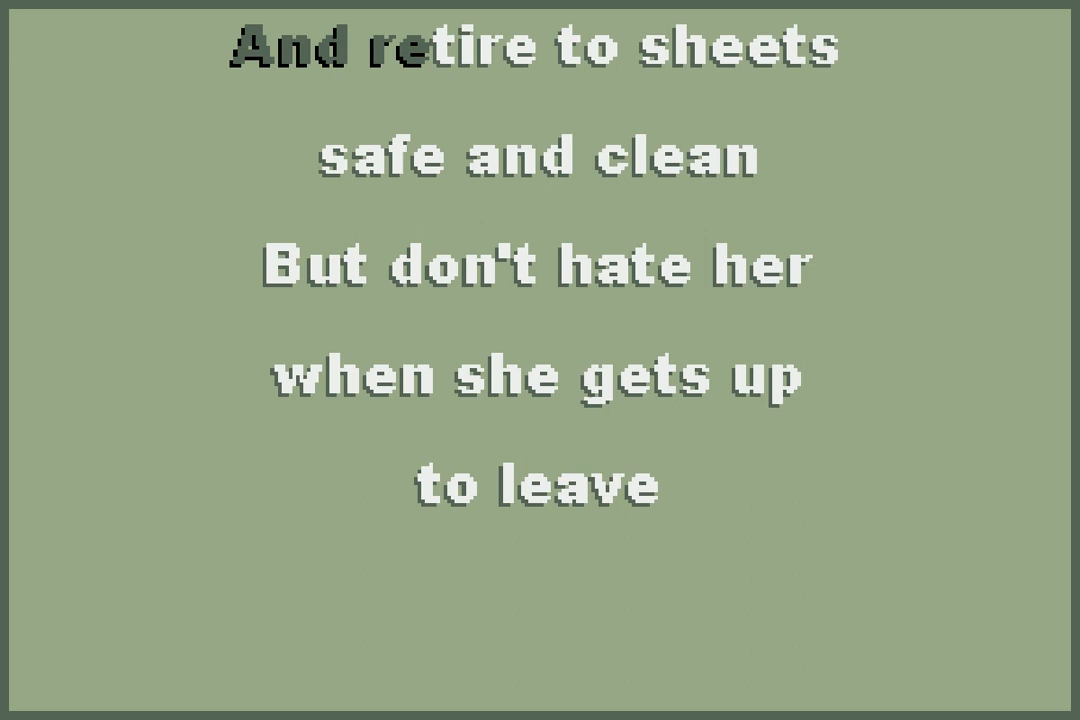 And retire to sheets
safe and clean
But don't hate her
when she gets up
to leave